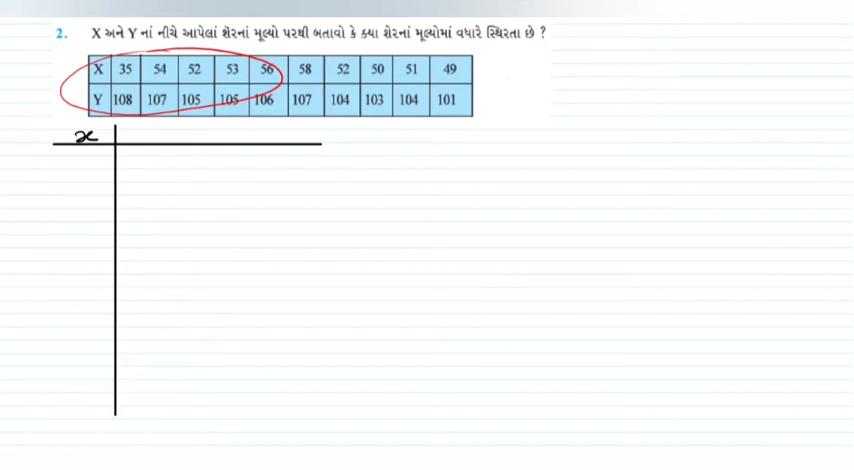 2. X અને Y નાં નીચે આપેલાં શૅરનાં મૂલ્યો પરથી બતાવો કે ક્યા શેરનાં મૂલ્યોમાં વધારે સ્થિરતા છે ?
X 35 54 52 53 56 58 52 50 51 49
Y 108 107 105 105 106 107 104 103 104 101
x